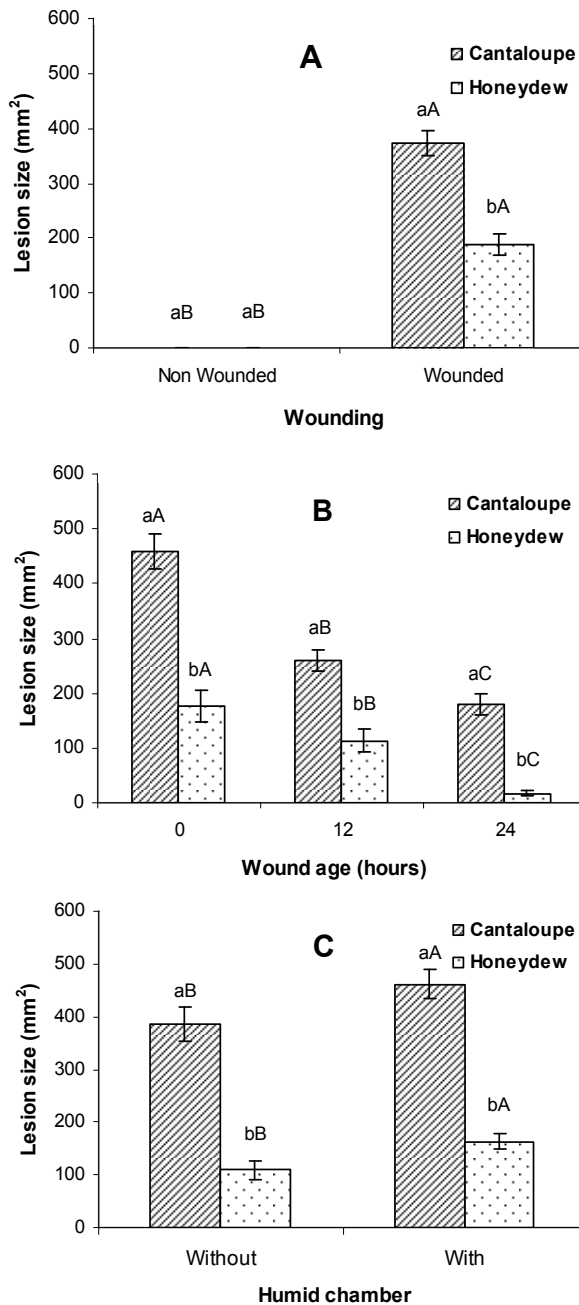 A
Cantaloupe
Honeydew
Lesion size (mm²)
600
500
400
300
200
100
0
aB
aB
aA
bA
Non Wounded
Wounded
Wounding
B
Cantaloupe
Honeydew
Lesion size (mm²)
600
500
400
300
200
100
0
aA
bA
aB
bB
aC
bC
0
12
24
Wound age (hours)
C
Cantaloupe
Honeydew
Lesion size (mm²)
600
500
400
300
200
100
0
aB
bB
aA
bA
Without
With
Humid chamber